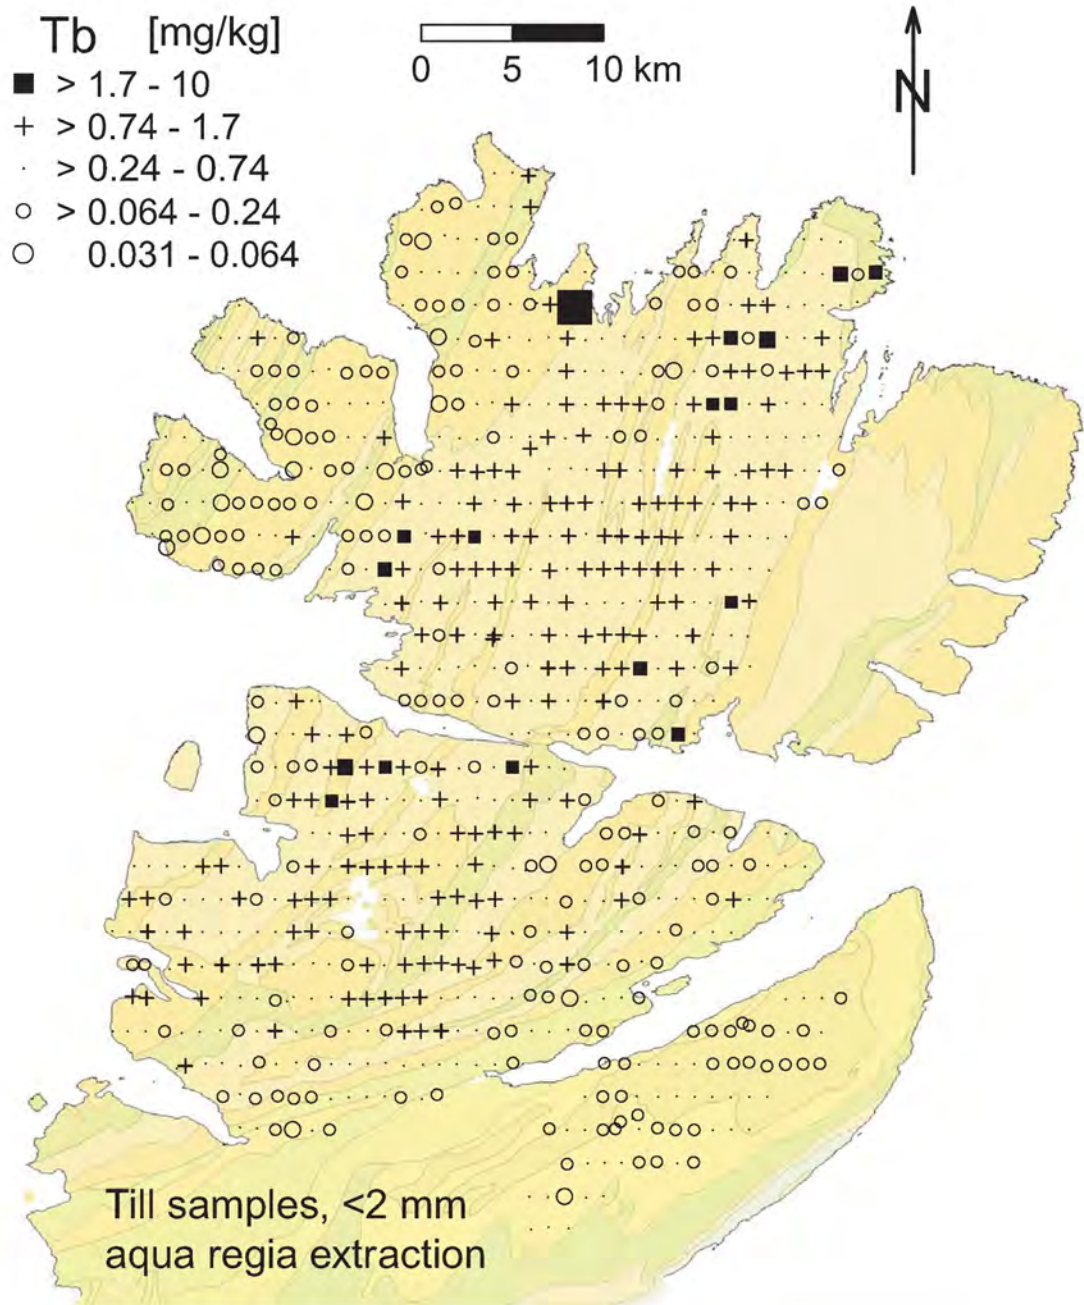 Tb [mg/kg]
> 1.7 - 10
> 0.74 - 1.7
> 0.24 - 0.74
> 0.064 - 0.24
0.031 - 0.064
0 5 10 km
N
Till samples, <2 mm
aqua regia extraction